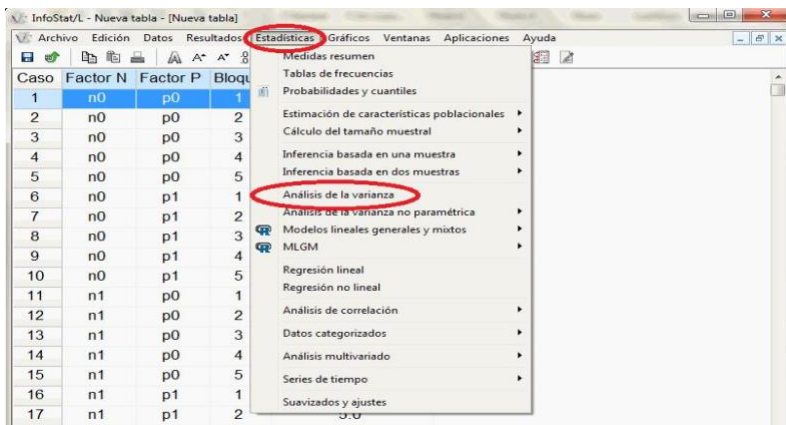 InfoStat/L - Nueva tabla - [Nueva tabla]
Archivo Edición Datos Resultados Estadísticas Gráficos Ventanas Aplicaciones Ayuda
Medidas resumen
Tablas de frecuencias
Probabilidades y cuantiles
Estimación de características poblacionales
Cálculo del tamaño muestral
Inferencia basada en una muestra
Inferencia basada en dos muestras
Análisis de la varianza
Análisis de la varianza no paramétrica
Modelos lineales generales y mixtos
MLGM
Regresión lineal
Regresión no lineal
Análisis de correlación
Datos categorizados
Análisis multivariado
Series de tiempo
Suavizados y ajustes
Caso Factor N Factor P Bloqu
1 n0 p0 1
2 n0 p0 2
3 n0 p0 3
4 n0 p0 4
5 n0 p0 5
6 n0 p1 1
7 n0 p1 2
8 n0 p1 3
9 n0 p1 4
10 n0 p1 5
11 n1 p0 1
12 n1 p0 2
13 n1 p0 3
14 n1 p0 4
15 n1 p0 5
16 n1 p1 1
17 n1 p1 2 5.0